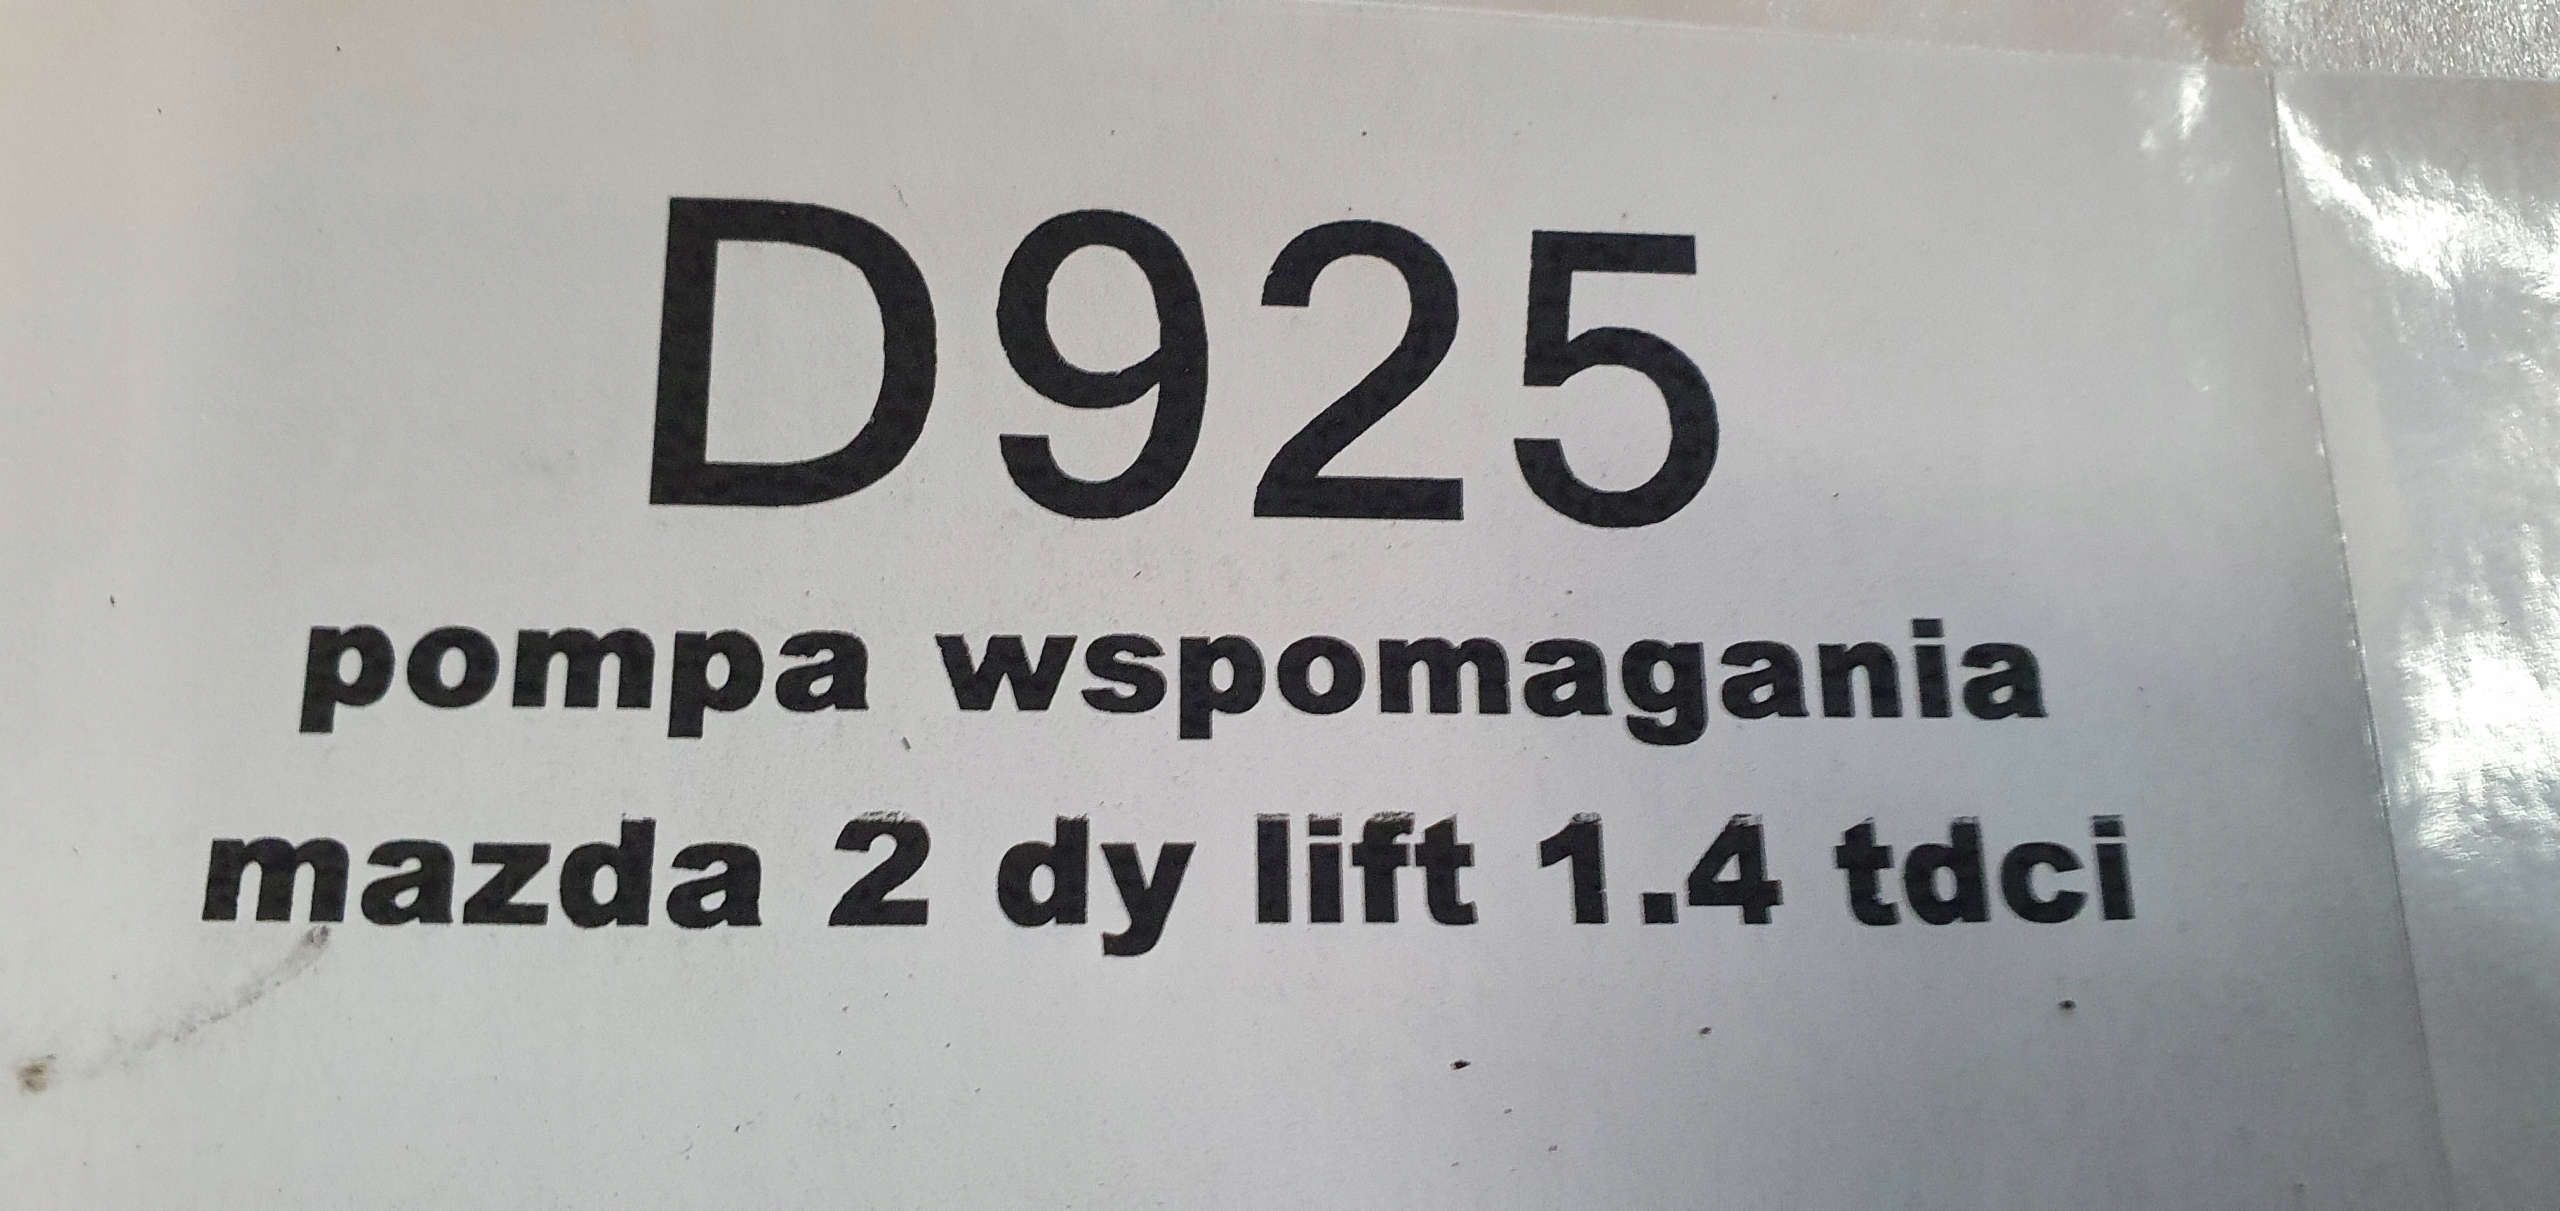 D925
pompa wspomagania
mazda 2 dy lift 1.4 tdci